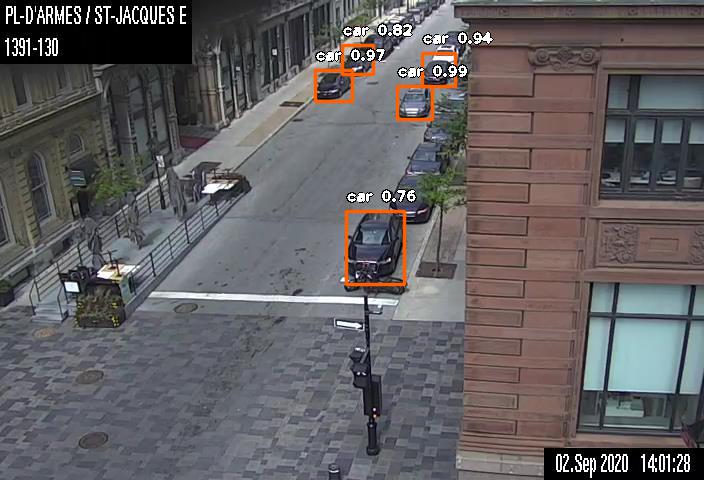 PL-D'ARMES / ST-JACQUES E
1391-130
car 0.82
car 0.97
car 0.94
car 0.99
car 0.76
02.Sep 2020 14:01:28